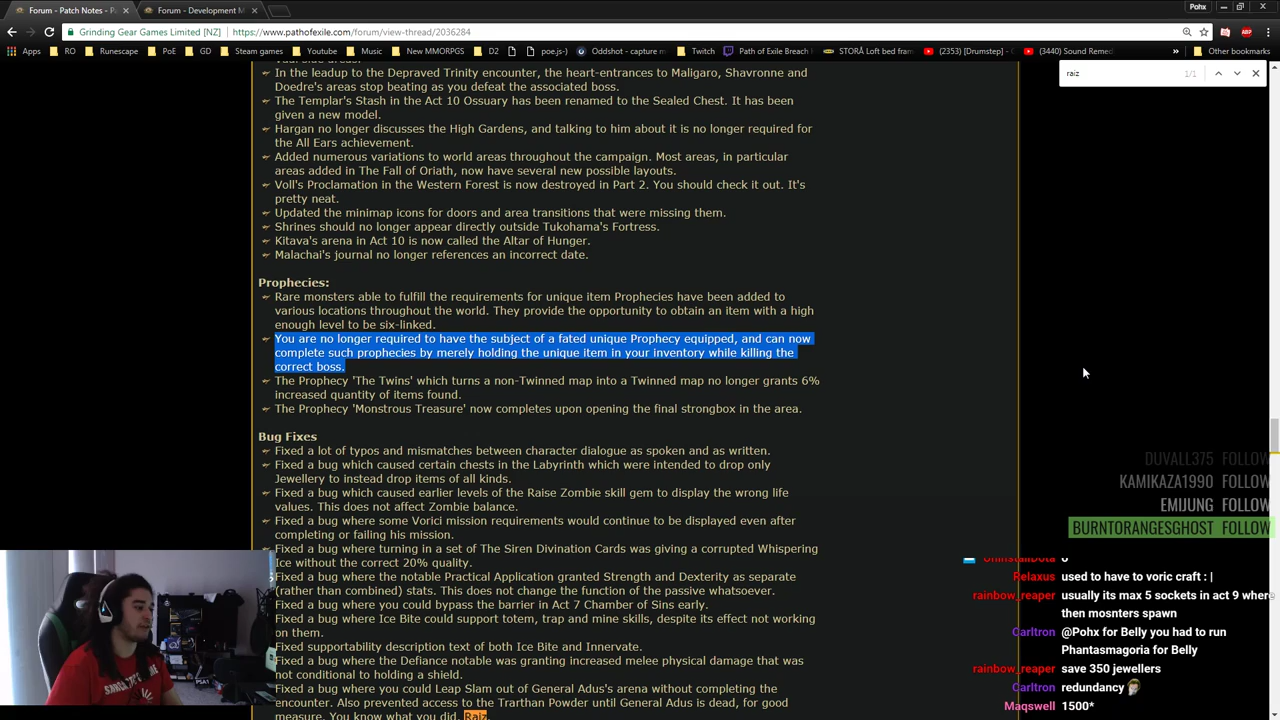 Forum - Patch Notes - P
Forum - Development M
Pohx
Grinding Gear Games Limited [NZ]
https://www.pathofexile.com/forum/view-thread/2036284
Apps
RO
Runescape
PoE
GD
Steam games
Youtube
Music
New MMORPGS
D2
poe.js-)
Oddshot - capture
Twitch
Path of Exile Breach
STORÅ Loft bed fram
(2353) [Drumstep]
(3440) Sound Remed
Other bookmarks
raiz
1/1
In the leadup to the Depraved Trinity encounter, the heart-entrances to Maligaro, Shavronne and
Doedre's areas stop beating as you defeat the associated boss.
The Templar's Stash in the Act 10 Ossuary has been renamed to the Sealed Chest. It has been
given a new model.
Hargan no longer discusses the High Gardens, and talking to him about it is no longer required for
the All Ears achievement.
Added numerous variations to world areas throughout the campaign. Most areas, in particular
areas added in The Fall of Oriath, now have several new possible layouts.
Voll's Proclamation in the Western Forest is now destroyed in Part 2. You should check it out. It's
pretty neat.
Updated the minimap icons for doors and area transitions that were missing them.
Shrines should no longer appear directly outside Tukohama's Fortress.
Kitava's arena in Act 10 is now called the Altar of Hunger.
Malachai's journal no longer references an incorrect date.
Prophecies:
Rare monsters able to fulfill the requirements for unique item Prophecies have been added to
various locations throughout the world. They provide the opportunity to obtain an item with a high
enough level to be six-linked.
You are no longer required to have the subject of a fated unique Prophecy equipped, and can now
complete such prophecies by merely holding the unique item in your inventory while killing the
correct boss.
The Prophecy 'The Twins' which turns a non-Twinned map into a Twinned map no longer grants 6%
increased quantity of items found.
The Prophecy 'Monstrous Treasure' now completes upon opening the final strongbox in the area.
Bug Fixes
Fixed a lot of typos and mismatches between character dialogue as spoken and as written.
Fixed a bug which caused certain chests in the Labyrinth which were intended to drop only
Jewellery to instead drop items of all kinds.
Fixed a bug which caused earlier levels of the Raise Zombie skill gem to display the wrong life
values. This does not affect Zombie balance.
Fixed a bug where some Vorici mission requirements would continue to be displayed even after
completing or failing his mission.
Fixed a bug where turning in a set of The Siren Divination Cards was giving a corrupted Whispering
Ice without the correct 20% quality.
Fixed a bug where the notable Practical Application granted Strength and Dexterity as separate
(rather than combined) stats. This does not change the function of the passive whatsoever.
Fixed a bug where you could bypass the barrier in Act 7 Chamber of Sins early.
Fixed a bug where Ice Bite could support totem, trap and mine skills, despite its effect not working
on them.
Fixed supportability description text of both Ice Bite and Innervate.
Fixed a bug where the Defiance notable was granting increased melee physical damage that was
not conditional to holding a shield.
Fixed a bug where you could Leap Slam out of General Adus's arena without completing the
encounter. Also prevented access to the Trarthan Powder until General Adus is dead, for good
measure. You know what you did, Raiz.
DUVALL375 FOLLOW
KAMIKAZA1990 FOLLOW
EMIJUNG FOLLOW
BURNTORANGESGHOST FOLLOW
Relaxus used to have to voric craft : |
rainbow_reaper usually its max 5 sockets in act 9 where
then mosnters spawn
Carltron @Pohx for Belly you had to run
Phantasmagoria for Belly
rainbow_reaper save 350 jewellers
Carltron redundancy
Maqswell 1500*